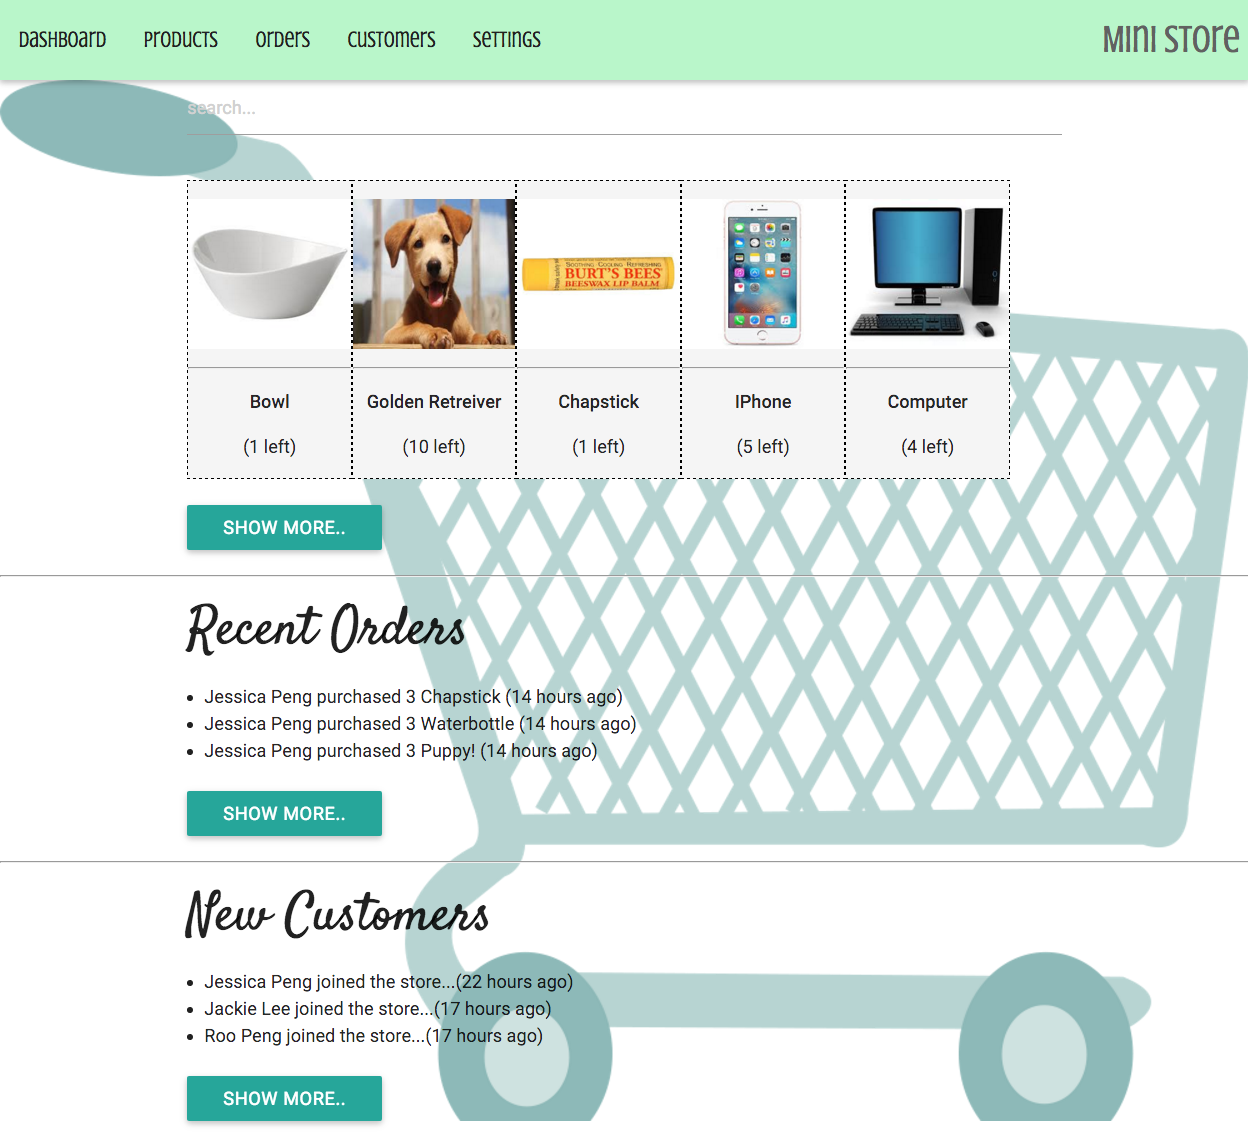 Dashboard Products Orders Customers Settings Mini Store
search...
SOOTHING COOLING REFRESHING
BURT'S BEES
BEESWAX LIP BALM
Bowl Golden Retreiver Chapstick IPhone Computer
(1 left) (10 left) (1 left) (5 left) (4 left)
SHOW MORE..
Recent Orders
Jessica Peng purchased 3 Chapstick (14 hours ago)
Jessica Peng purchased 3 Waterbottle (14 hours ago)
Jessica Peng purchased 3 Puppy! (14 hours ago)
SHOW MORE..
New Customers
Jessica Peng joined the store...(22 hours ago)
Jackie Lee joined the store...(17 hours ago)
Roo Peng joined the store...(17 hours ago)
SHOW MORE..